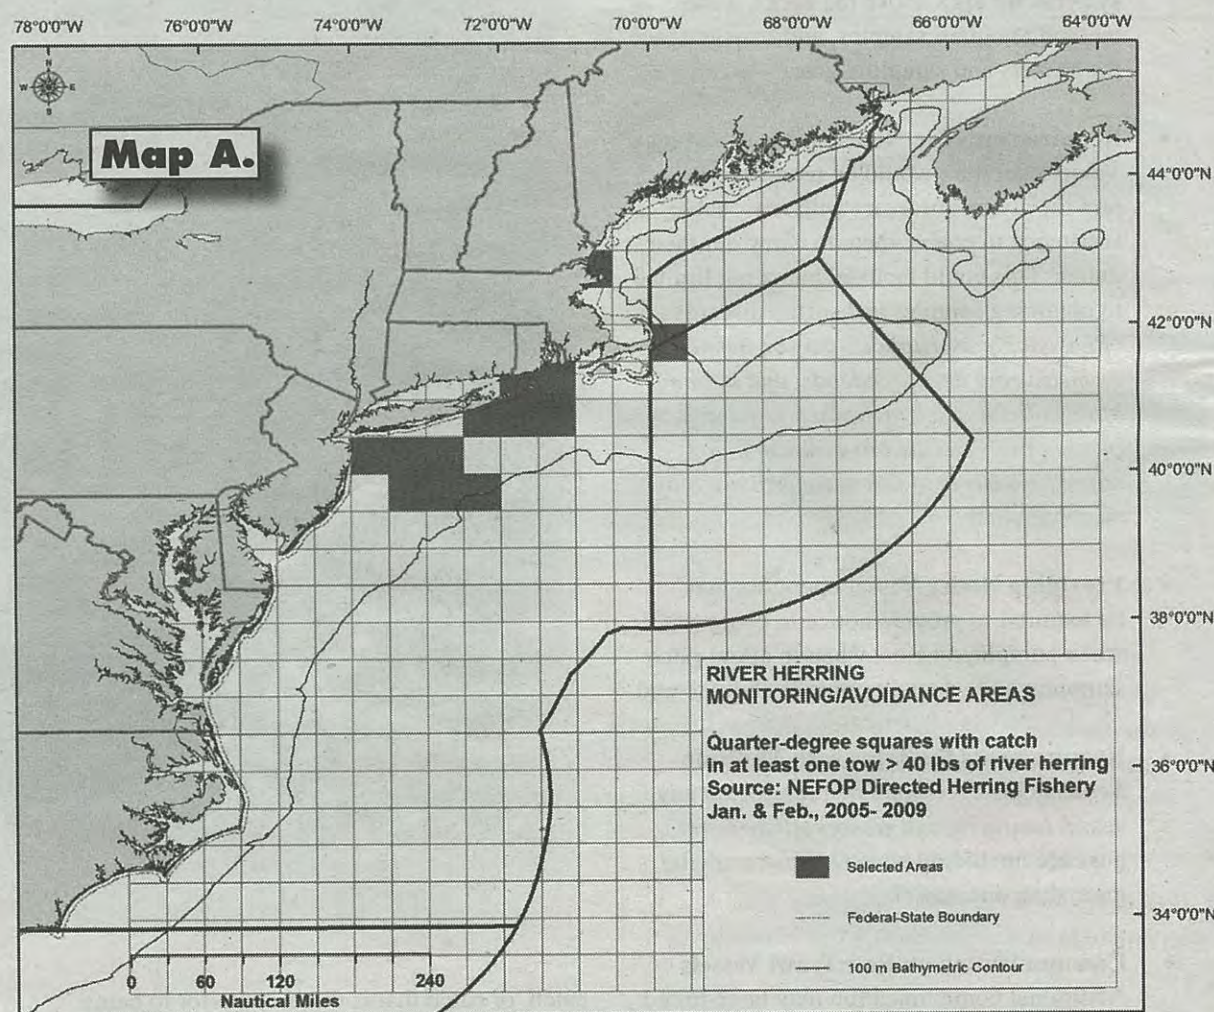 78°0'0"W 76°0'0"W 74°0'0"W 72°0'0"W 70°0'0"W 68°0'0"W 66°0'0"W 64°0'0"W
N
W E
S
Map A.
44°0'0"N
42°0'0"N
40°0'0"N
38°0'0"N
RIVER HERRING
MONITORING/AVOIDANCE AREAS
Quarter-degree squares with catch
in at least one tow > 40 lbs of river herring
Source: NEFOP Directed Herring Fishery
Jan. & Feb., 2005- 2009
36°0'0"N
Selected Areas
Federal-State Boundary
34°0'0"N
100 m Bathymetric Contour
0 60 120 240
Nautical Miles